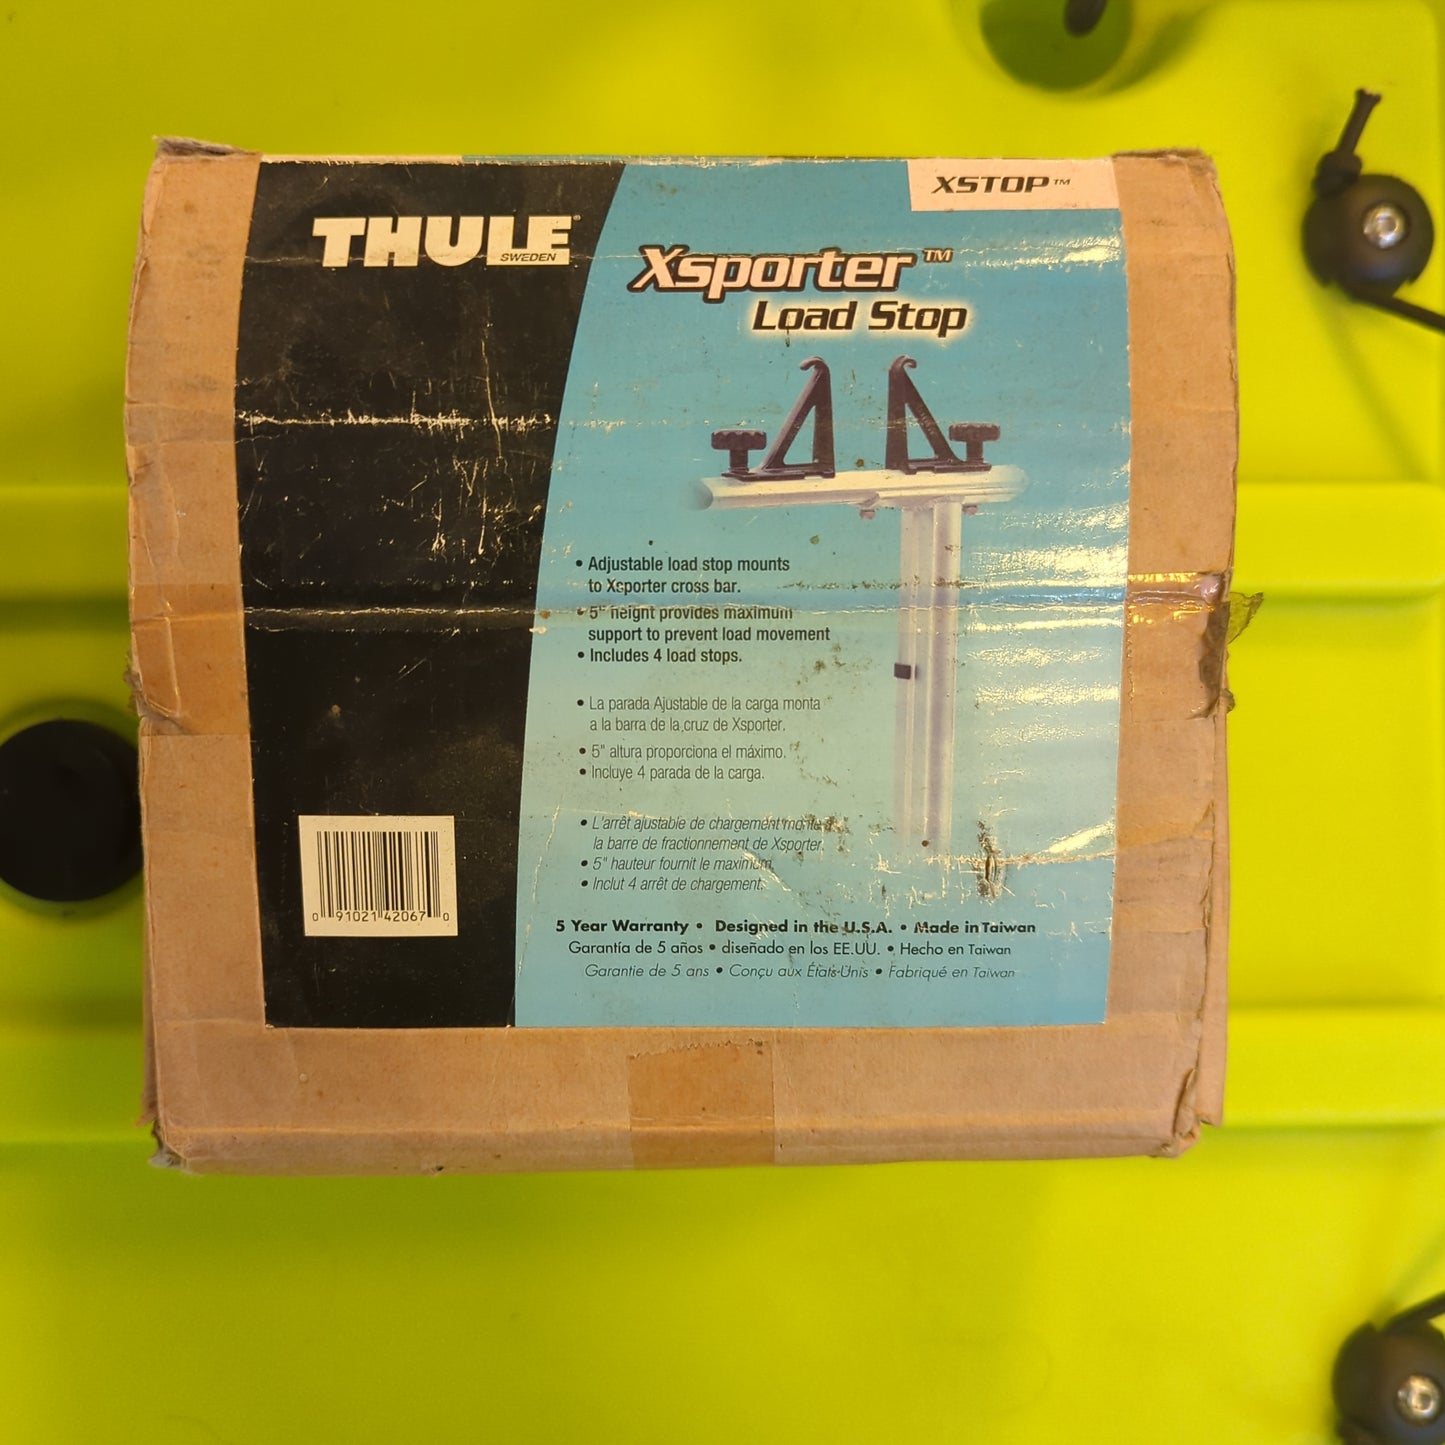 XSTOP™
THULE®
SWEDEN
Xsporter™
Load Stop
• Adjustable load stop mounts
to Xsporter cross bar.
• 5" height provides maximum
support to prevent load movement
• Includes 4 load stops.
• La parada Ajustable de la carga monta
a la barra de la cruz de Xsporter.
• 5" altura proporciona el máximo.
• Incluye 4 parada de la carga.
• L'arrêt ajustable de chargement monte à
la barre de fractionnement de Xsporter.
• 5" hauteur fournit le maximum.
• Inclut 4 arrêt de chargement.
0 91021 42067 0
5 Year Warranty • Designed in the U.S.A. • Made in Taiwan
Garantía de 5 años • diseñado en los EE.UU. • Hecho en Taiwan
Garantie de 5 ans • Conçu aux États-Unis • Fabriqué en Taiwan